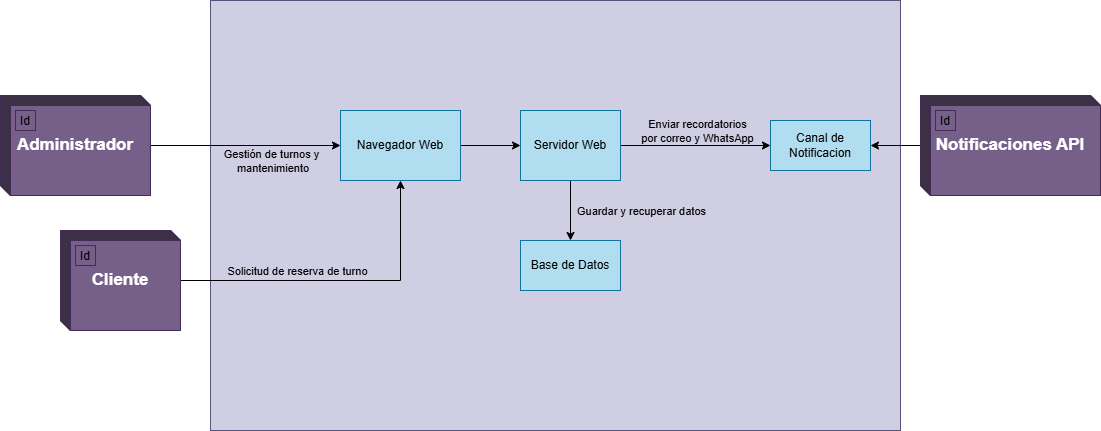 Id
Administrador
Gestión de turnos y
mantenimiento
Navegador Web
Servidor Web
Enviar recordatorios
por correo y WhatsApp
Canal de
Notificacion
Id
Notificaciones API
Guardar y recuperar datos
Id
Cliente
Solicitud de reserva de turno
Base de Datos